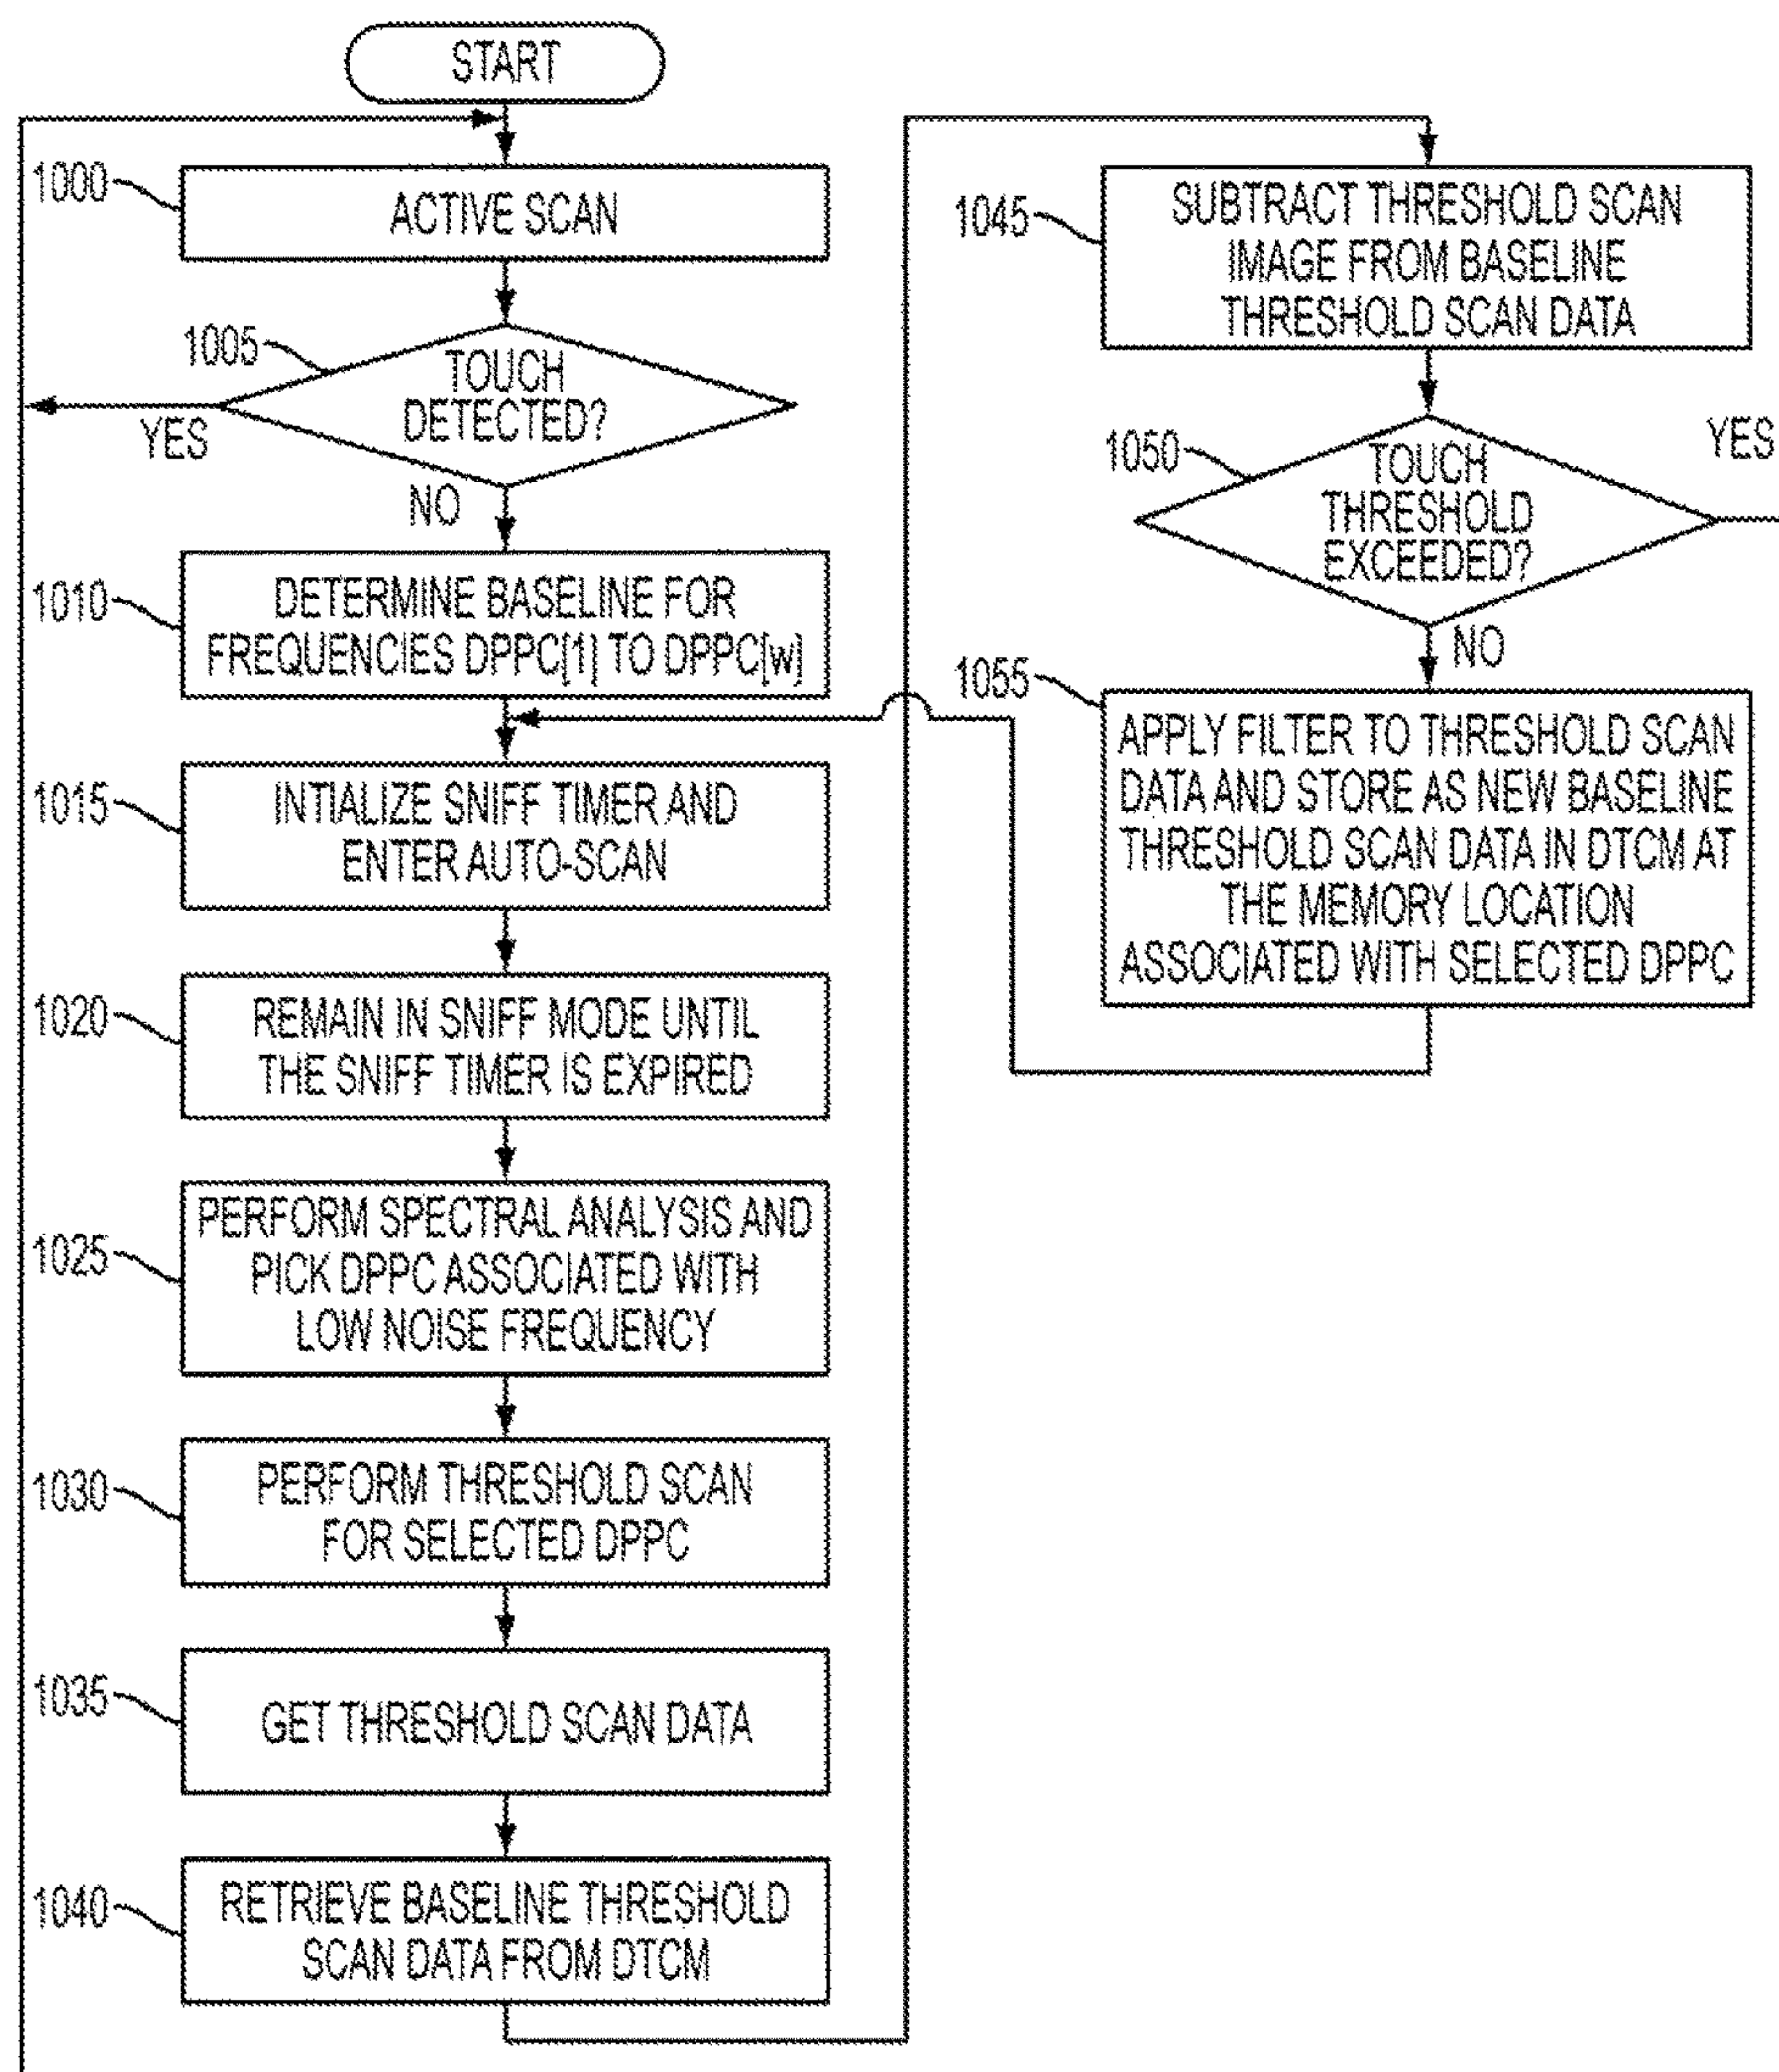 START
1000
ACTIVE SCAN
1005
TOUCH
DETECTED?
YES
NO
1010
DETERMINE BASELINE FOR
FREQUENCIES DPPC[1] TO DPPC[w]
1015
INTIALIZE SNIFF TIMER AND
ENTER AUTO-SCAN
1020
REMAIN IN SNIFF MODE UNTIL
THE SNIFF TIMER IS EXPIRED
1025
PERFORM SPECTRAL ANALYSIS AND
PICK DPPC ASSOCIATED WITH
LOW NOISE FREQUENCY
1030
PERFORM THRESHOLD SCAN
FOR SELECTED DPPC
1035
GET THRESHOLD SCAN DATA
1040
RETRIEVE BASELINE THRESHOLD
SCAN DATA FROM DTCM
1045
SUBTRACT THRESHOLD SCAN
IMAGE FROM BASELINE
THRESHOLD SCAN DATA
1050
TOUCH
THRESHOLD
EXCEEDED?
YES
NO
1055
APPLY FILTER TO THRESHOLD SCAN
DATA AND STORE AS NEW BASELINE
THRESHOLD SCAN DATA IN DTCM AT
THE MEMORY LOCATION
ASSOCIATED WITH SELECTED DPPC